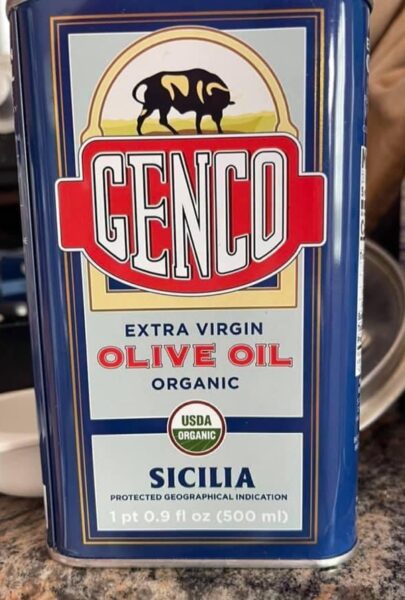 GENCO
EXTRA VIRGIN
OLIVE OIL
ORGANIC
USDA
ORGANIC
SICILIA
PROTECTED GEOGRAPHICAL INDICATION
1 pt 0.9 fl oz (500 ml)